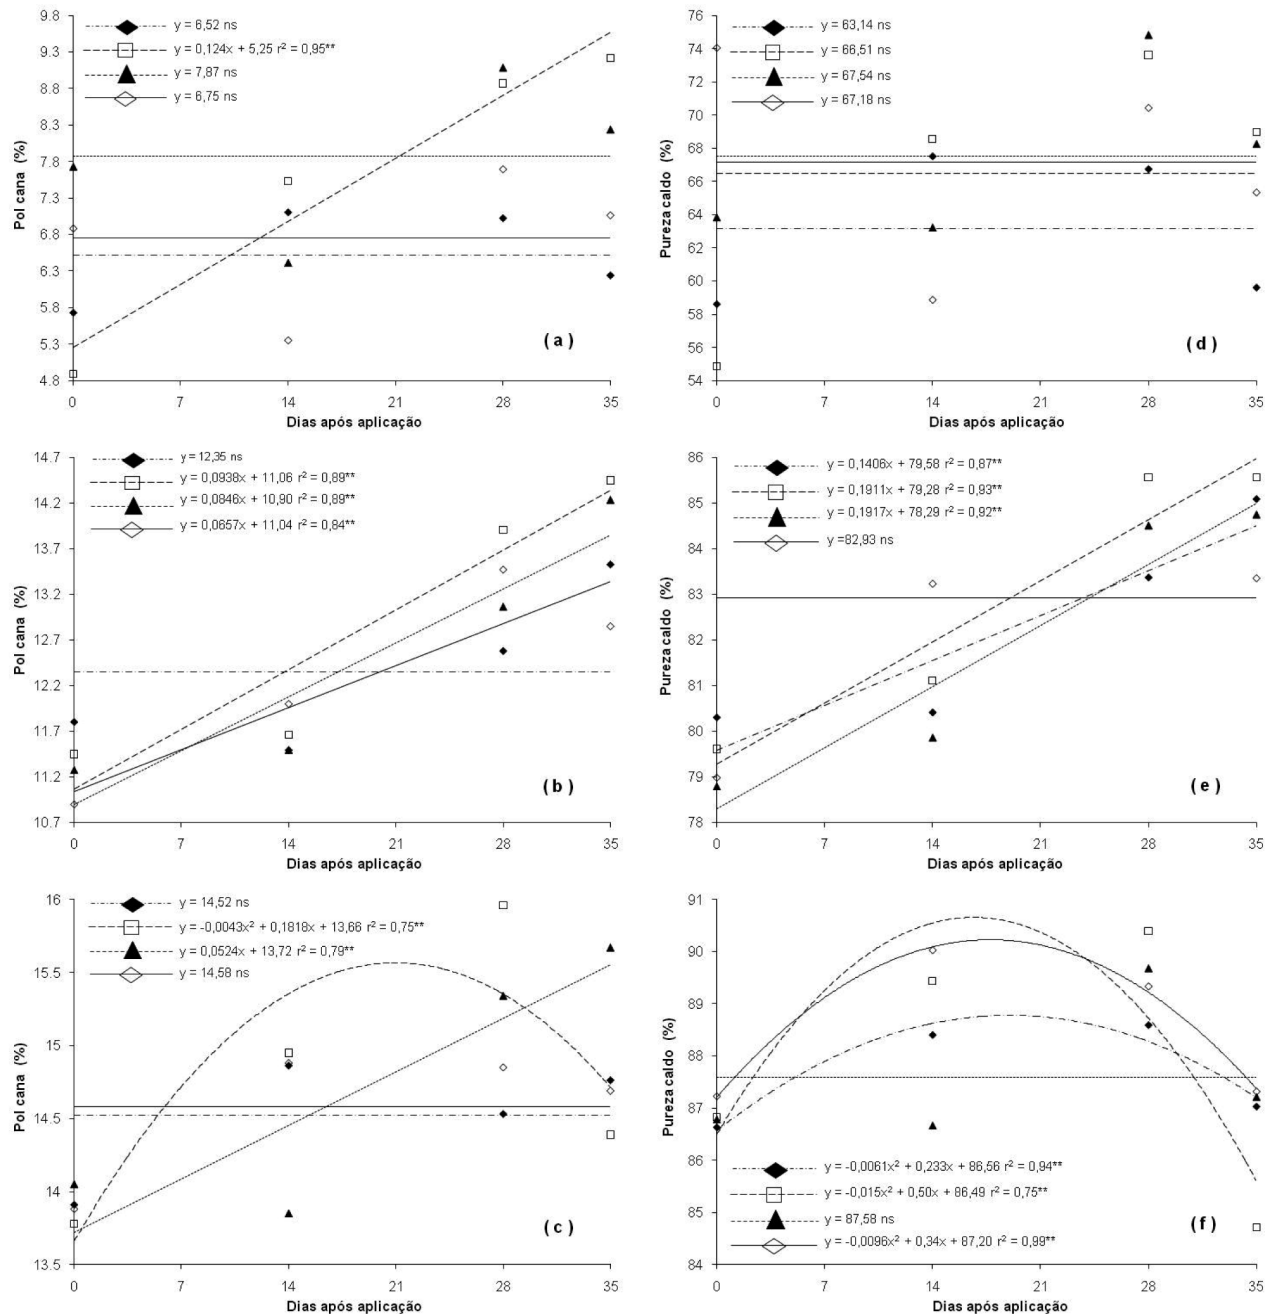 9.8
9.3
8.8
8.3
7.8
7.3
6.8
6.3
5.8
5.3
4.8
Pol cana (%)
y = 6,52 ns
y = 0,124x + 5,25 r² = 0,95**
y = 7,87 ns
y = 6,75 ns
( a )
0 7 14 21 28 35
Dias após aplicação
76
74
72
70
68
66
64
62
60
58
56
54
Pureza caldo (%)
y = 63,14 ns
y = 66,51 ns
y = 67,54 ns
y = 67,18 ns
( d )
0 7 14 21 28 35
Dias após aplicação
14.7
14.2
13.7
13.2
12.7
12.2
11.7
11.2
10.7
Pol cana (%)
y = 12,35 ns
y = 0,0938x + 11,06 r² = 0,89**
y = 0,0846x + 10,90 r² = 0,89**
y = 0,0657x + 11,04 r² = 0,84**
( b )
0 7 14 21 28 35
Dias após aplicação
86
85
84
83
82
81
80
79
78
Pureza caldo (%)
y = 0,1406x + 79,58 r² = 0,87**
y = 0,1911x + 79,28 r² = 0,93**
y = 0,1917x + 78,29 r² = 0,92**
y =82,93 ns
( e )
0 7 14 21 28 35
Dias após aplicação
16
15.5
15
14.5
14
13.5
Pol cana (%)
y = 14,52 ns
y = -0,0043x² + 0,1818x + 13,66 r² = 0,75**
y = 0,0524x + 13,72 r² = 0,79**
y = 14,58 ns
( c )
0 7 14 21 28 35
Dias após aplicação
91
90
89
88
87
86
85
84
Pureza caldo (%)
y = -0,0061x² + 0,233x + 86,56 r² = 0,94**
y = -0,015x² + 0,50x + 86,49 r² = 0,75**
y = 87,58 ns
y = -0,0096x² + 0,34x + 87,20 r² = 0,99**
( f )
0 7 14 21 28 35
Dias após aplicação